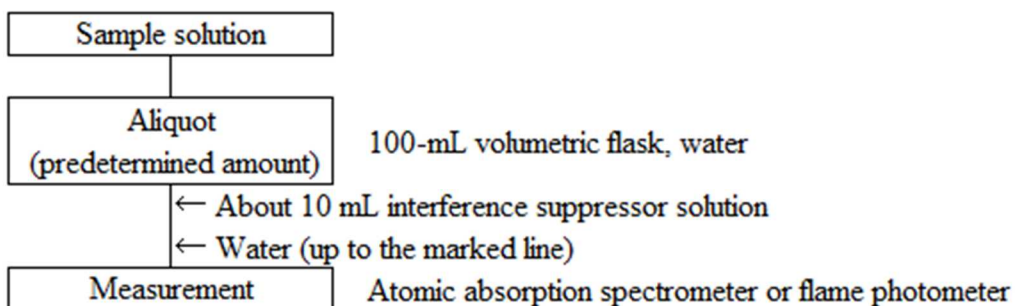 Sample solution
Aliquot
(predetermined amount)
100-mL volumetric flask, water
← About 10 mL interference suppressor solution
← Water (up to the marked line)
Measurement
Atomic absorption spectrometer or flame photometer